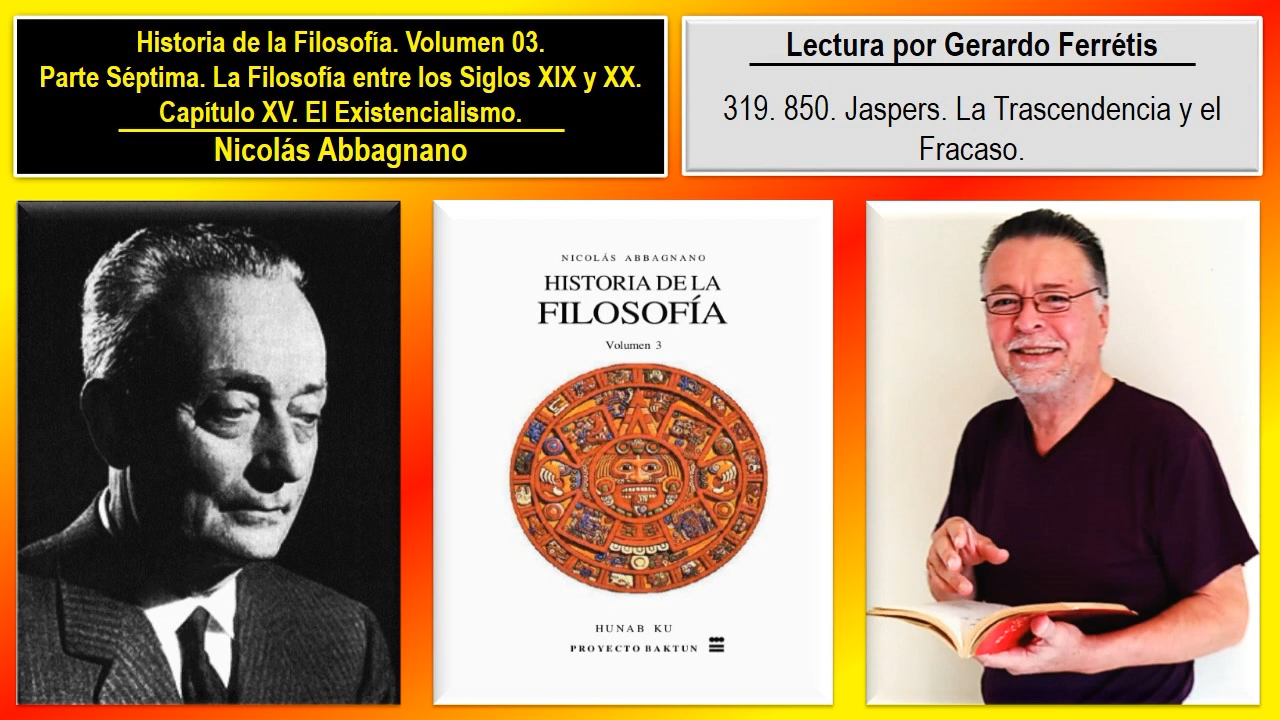 Historia de la Filosofía. Volumen 03.
Parte Séptima. La Filosofía entre los Siglos XIX y XX.
Capítulo XV. El Existencialismo.
Nicolás Abbagnano
Lectura por Gerardo Ferrétis
319. 850. Jaspers. La Trascendencia y el
Fracaso.
NICOLÁS ABBAGNANO
HISTORIA DE LA
FILOSOFÍA
Volumen 3
HUNAB KU
PROYECTO BAKTUN